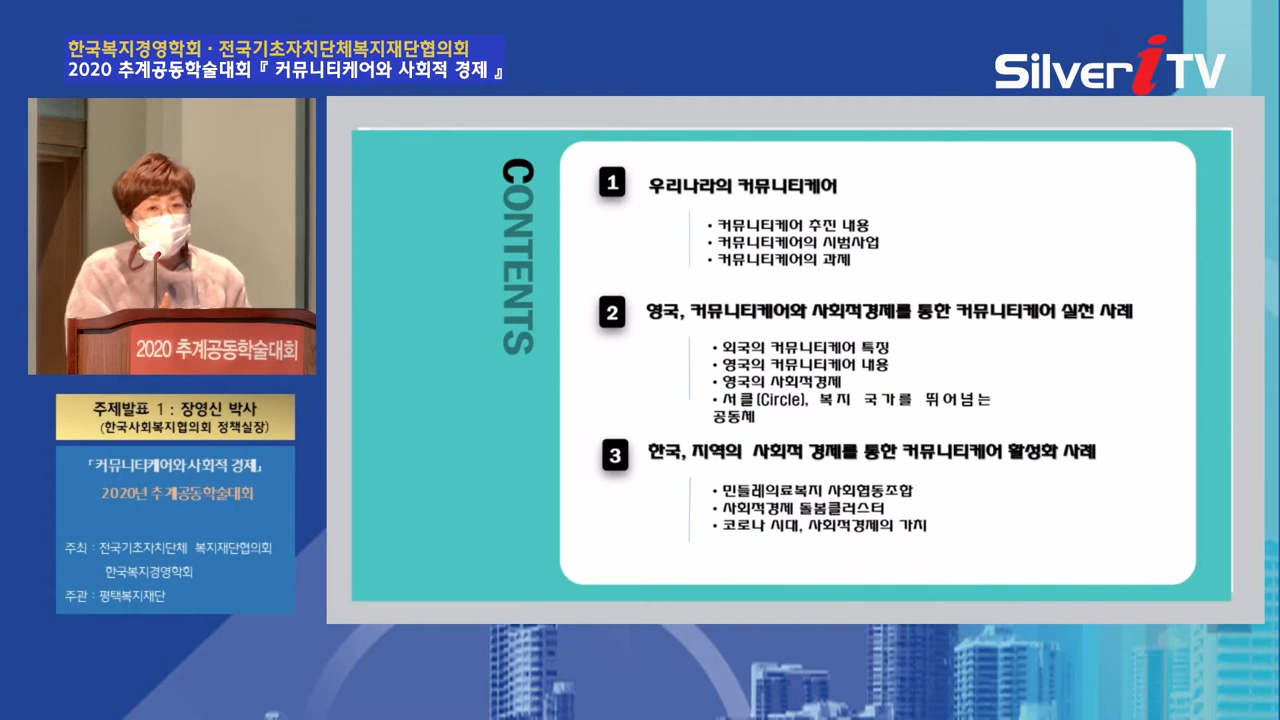 한국복지경영학회 · 전국기초자치단체복지재단협의회
2020 추계공동학술대회 『 커뮤니티케어와 사회적 경제 』
SilveriTV
2020 추계공동학술대회
주제발표 1 : 장영신 박사
(한국사회복지협의회 정책실장)
『커뮤니티케어와 사회적 경제』
2020년 추계공동학술대회
주최 : 전국기초자치단체 복지재단협의회
한국복지경영학회
주관 : 평택복지재단
CONTENTS
1 우리나라의 커뮤니티케어
• 커뮤니티케어 추진 내용
• 커뮤니티케어의 시범사업
• 커뮤니티케어의 과제
2 영국, 커뮤니티케어와 사회적경제를 통한 커뮤니티케어 실천 사례
• 외국의 커뮤니티케어 특징
• 영국의 커뮤니티케어 내용
• 영국의 사회적경제
• 서클(Circle), 복지 국가를 뛰어넘는
공동체
3 한국, 지역의 사회적 경제를 통한 커뮤니티케어 활성화 사례
• 민들레의료복지 사회협동조합
• 사회적경제 돌봄클러스터
• 코로나 시대, 사회적경제의 가치